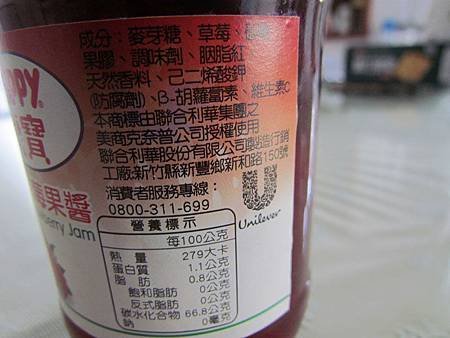 成分：麥芽糖、草莓、
果膠、調味劑、胭脂紅
天然香料、己二烯酸鉀
(防腐劑)、β-胡蘿蔔素、維生素C
本商標由聯合利華集團之
美商克奈普公司授權使用
聯合利華股份有限公司製造行銷
工廠:新竹縣新豐鄉新和路150號
消費者服務專線：
0800-311-699
PPY
寶
果醬
berry Jam
Unilever
營養標示
每100公克
熱量 279大卡
蛋白質 1.1公克
脂肪 0.8公克
飽和脂肪 0公克
反式脂肪 0公克
碳水化合物 66.8公克
鈉 0毫克